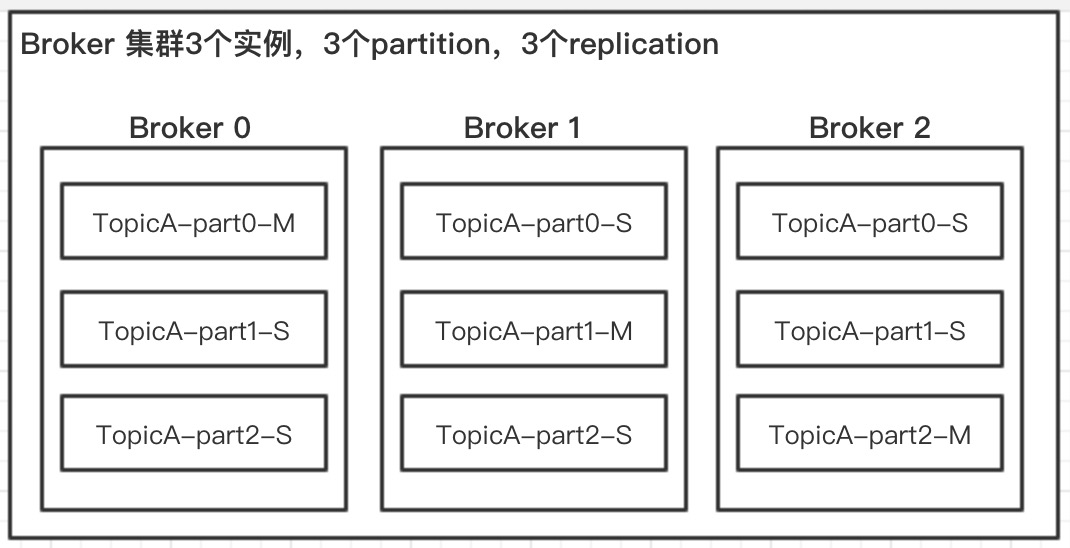 Broker 集群3个实例，3个partition，3个replication
Broker 0
Broker 1
Broker 2
TopicA–part0–M
TopicA–part0–S
TopicA–part0–S
TopicA–part1–S
TopicA–part1–M
TopicA–part1–S
TopicA–part2–S
TopicA–part2–S
TopicA–part2–M